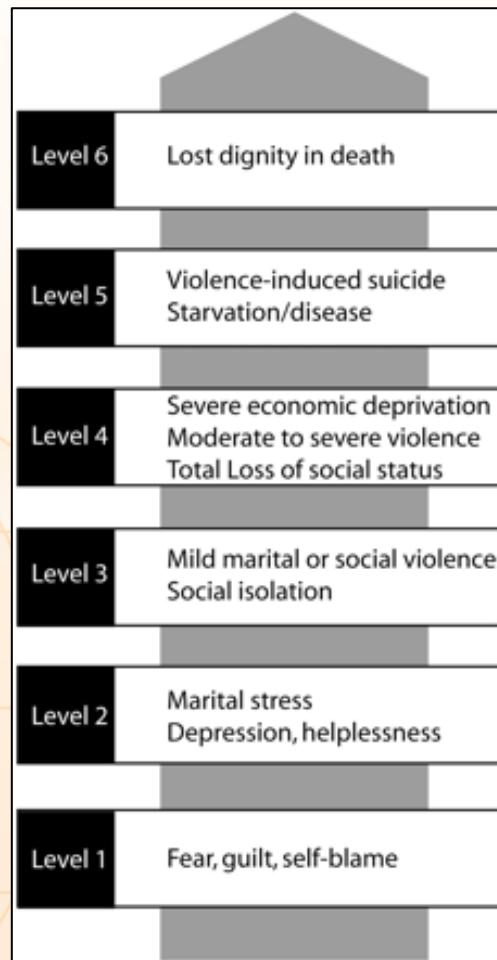 Level 6
Lost dignity in death
Level 5
Violence-induced suicide
Starvation/disease
Level 4
Severe economic deprivation
Moderate to severe violence
Total Loss of social status
Level 3
Mild marital or social violence
Social isolation
Level 2
Marital stress
Depression, helplessness
Level 1
Fear, guilt, self-blame